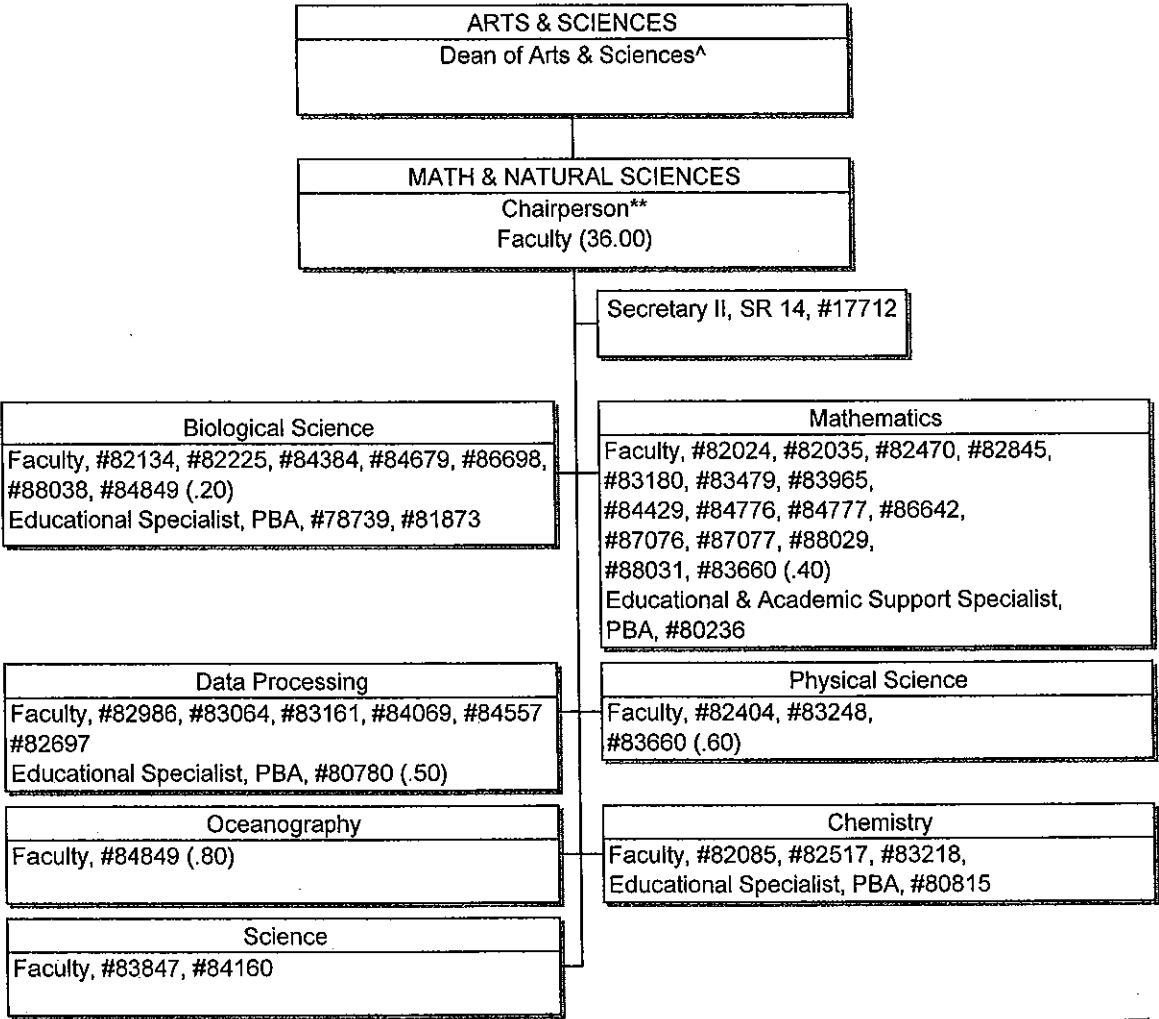 ARTS & SCIENCES
Dean of Arts & Sciences^
MATH & NATURAL SCIENCES
Chairperson**
Faculty (36.00)
Secretary II, SR 14, #17712
Biological Science
Faculty, #82134, #82225, #84384, #84679, #86698,
#88038, #84849 (.20)
Educational Specialist, PBA, #78739, #81873
Mathematics
Faculty, #82024, #82035, #82470, #82845,
#83180, #83479, #83965,
#84429, #84776, #84777, #86642,
#87076, #87077, #88029,
#88031, #83660 (.40)
Educational & Academic Support Specialist,
PBA, #80236
Data Processing
Faculty, #82986, #83064, #83161, #84069, #84557
#82697
Educational Specialist, PBA, #80780 (.50)
Physical Science
Faculty, #82404, #83248,
#83660 (.60)
Oceanography
Faculty, #84849 (.80)
Chemistry
Faculty, #82085, #82517, #83218,
Educational Specialist, PBA, #80815
Science
Faculty, #83847, #84160